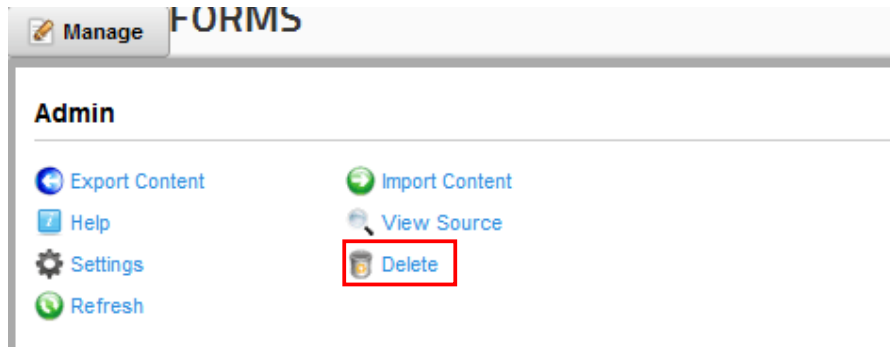 FORMS
Manage
Admin
Export Content
Import Content
Help
View Source
Settings
Delete
Refresh